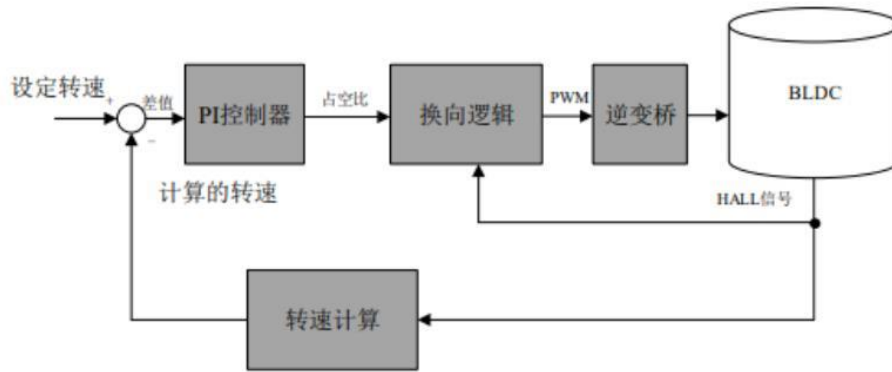 设定转速
+
差值
−
PI控制器
占空比
换向逻辑
PWM
逆变桥
BLDC
计算的转速
HALL信号
转速计算